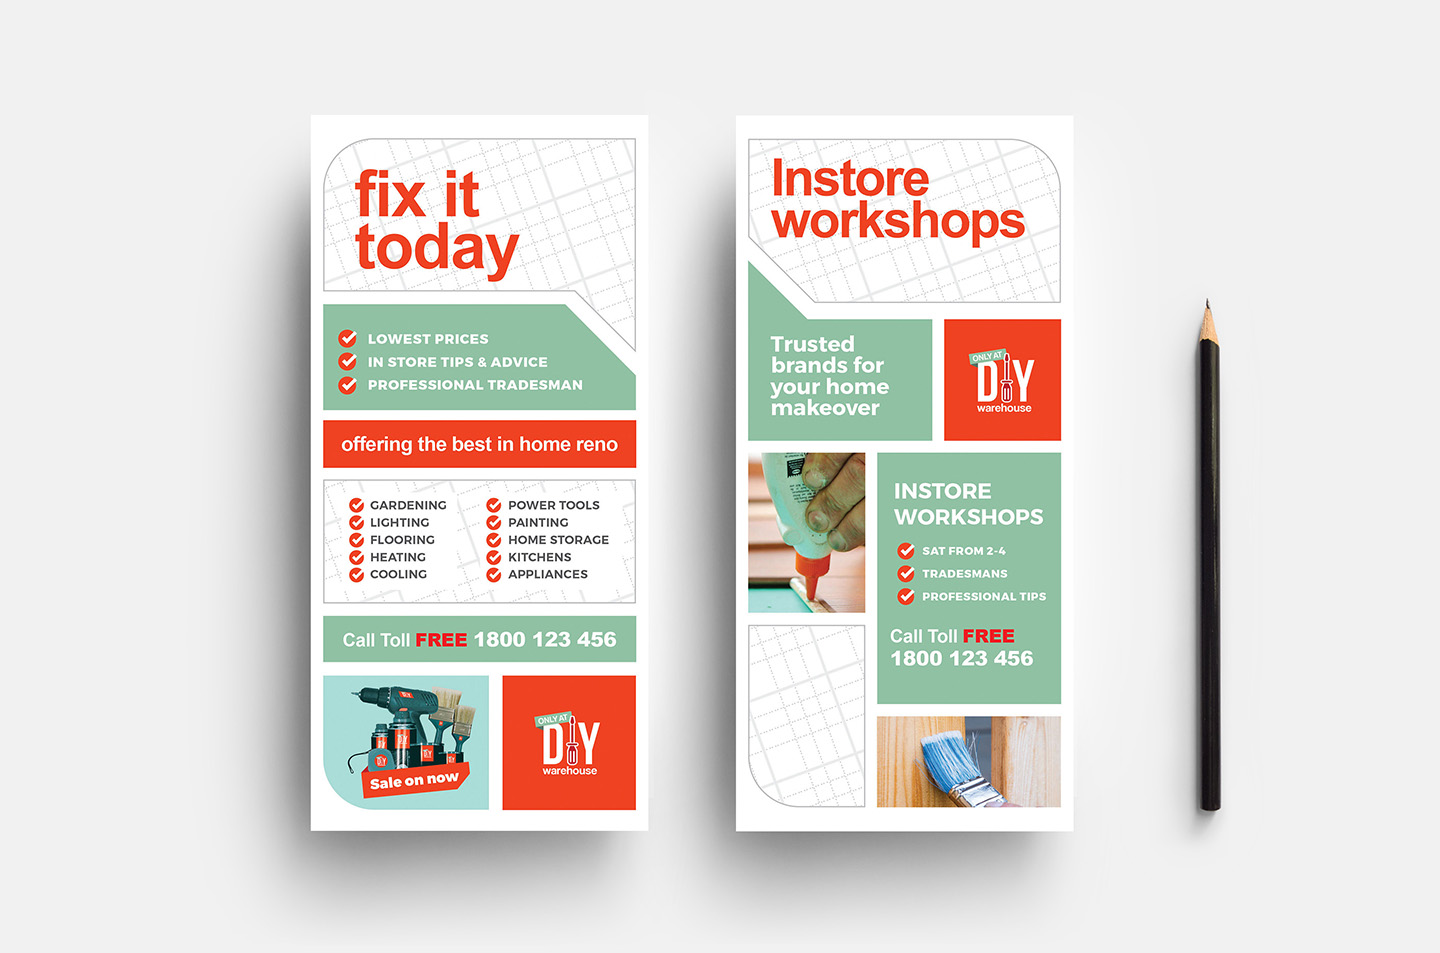 fix it
today
LOWEST PRICES
IN STORE TIPS & ADVICE
PROFESSIONAL TRADESMAN
offering the best in home reno
GARDENING
LIGHTING
FLOORING
HEATING
COOLING
POWER TOOLS
PAINTING
HOME STORAGE
KITCHENS
APPLIANCES
Call Toll FREE 1800 123 456
Sale on now
ONLY AT
DIY
warehouse
Instore
workshops
Trusted
brands for
your home
makeover
ONLY AT
DIY
warehouse
INSTORE
WORKSHOPS
SAT FROM 2-4
TRADESMANS
PROFESSIONAL TIPS
Call Toll FREE
1800 123 456